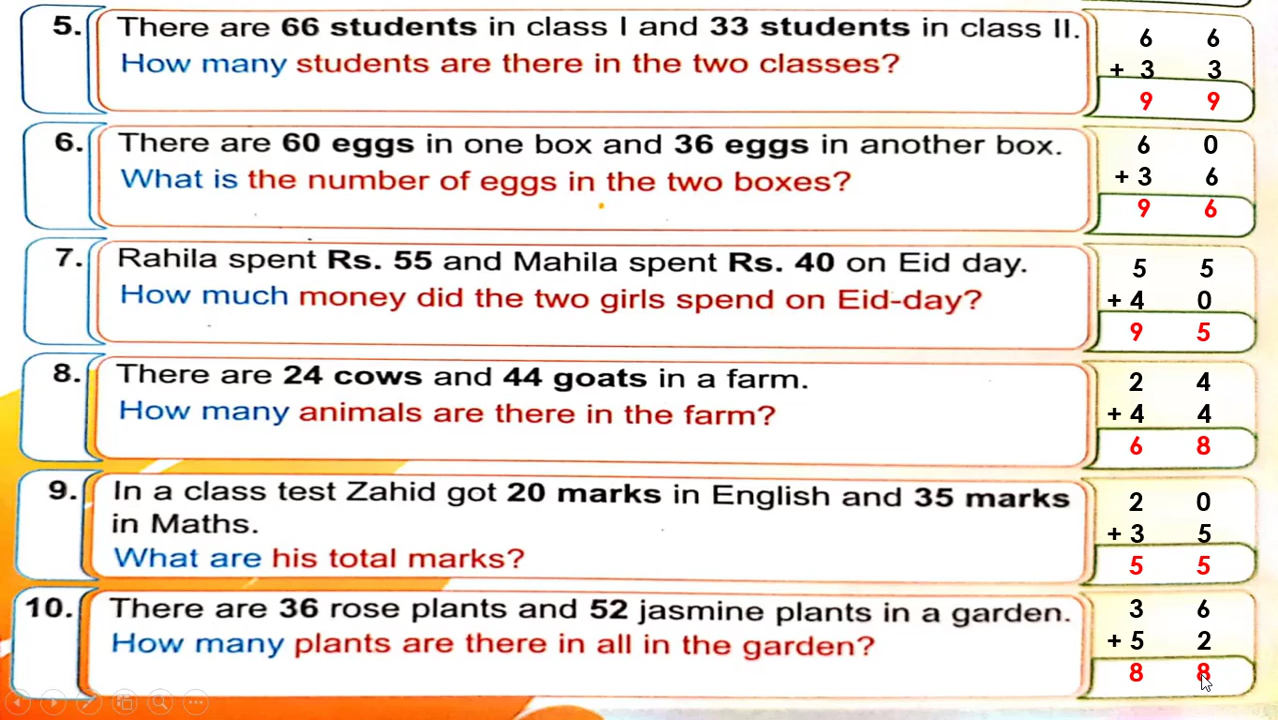 5. There are 66 students in class I and 33 students in class II.
How many students are there in the two classes?
6 6
+ 3 3
9 9
6. There are 60 eggs in one box and 36 eggs in another box.
What is the number of eggs in the two boxes?
6 0
+ 3 6
9 6
7. Rahila spent Rs. 55 and Mahila spent Rs. 40 on Eid day.
How much money did the two girls spend on Eid-day?
5 5
+ 4 0
9 5
8. There are 24 cows and 44 goats in a farm.
How many animals are there in the farm?
2 4
+ 4 4
6 8
9. In a class test Zahid got 20 marks in English and 35 marks
in Maths.
What are his total marks?
2 0
+ 3 5
5 5
10. There are 36 rose plants and 52 jasmine plants in a garden.
How many plants are there in all in the garden?
3 6
+ 5 2
8 8